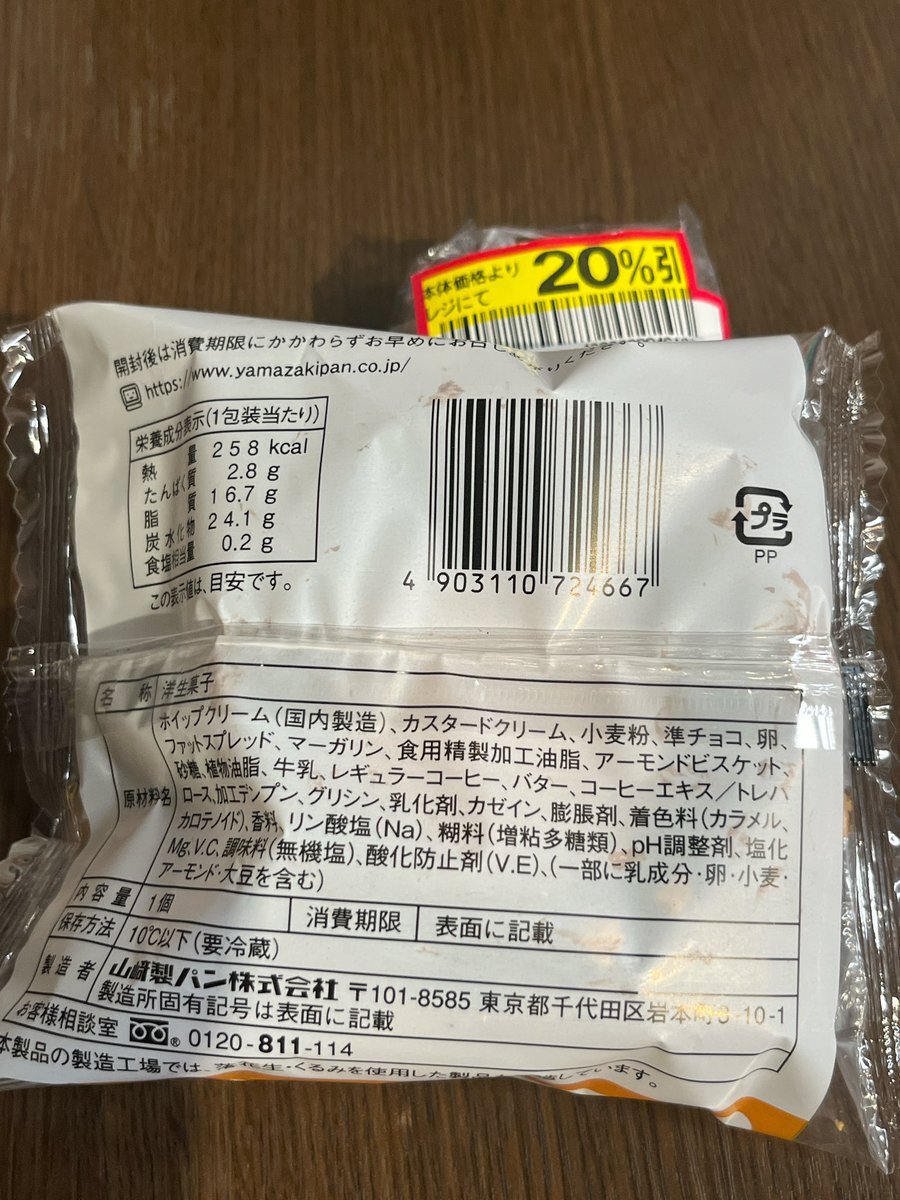 本体価格より
レジにて
20%引
開封後は消費期限にかかわらずお早めにお召し
ください。
https://www.yamazakipan.co.jp/
栄養成分表示(1包装当たり)
熱量 258 kcal
たんぱく質 2.8 g
脂質 16.7 g
炭水化物 24.1 g
食塩相当量 0.2 g
この表示値は、目安です。
4 903110 724667
プラ
PP
名称 洋生菓子
原材料名
ホイップクリーム(国内製造)、カスタードクリーム、小麦粉、準チョコ、卵、
ファットスプレッド、マーガリン、食用精製加工油脂、アーモンドビスケット、
砂糖、植物油脂、牛乳、レギュラーコーヒー、バター、コーヒーエキス/トレハ
ロース、加工デンプン、グリシン、乳化剤、カゼイン、膨脹剤、着色料(カラメル、
カロテノイド)、香料、リン酸塩(Na)、糊料(増粘多糖類)、pH調整剤、塩化
Mg、V.C、調味料(無機塩)、酸化防止剤(V.E)、(一部に乳成分・卵・小麦・
アーモンド・大豆を含む)
内容量 1個 消費期限 表面に記載
保存方法 10℃以下(要冷蔵)
製造者 山崎製パン株式会社 〒101-8585 東京都千代田区岩本町3-10-1
製造所固有記号は表面に記載
お客様相談室 0120-811-114
本製品の製造工場では、落花生・くるみを使用した製品 しています。